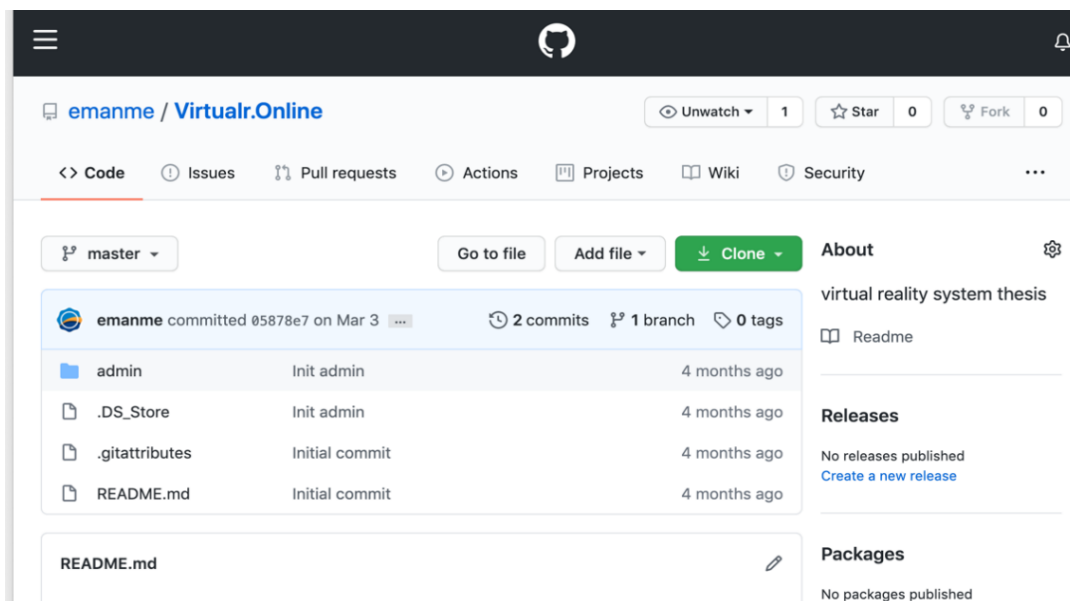 emanme / Virtualr.Online
Unwatch 1 Star 0 Fork 0
<> Code Issues Pull requests Actions Projects Wiki Security ...
master Go to file Add file Clone
emanme committed 05878e7 on Mar 3 ... 2 commits 1 branch 0 tags
admin Init admin 4 months ago
.DS_Store Init admin 4 months ago
.gitattributes Initial commit 4 months ago
README.md Initial commit 4 months ago
README.md
About
virtual reality system thesis
Readme
Releases
No releases published
Create a new release
Packages
No packages published